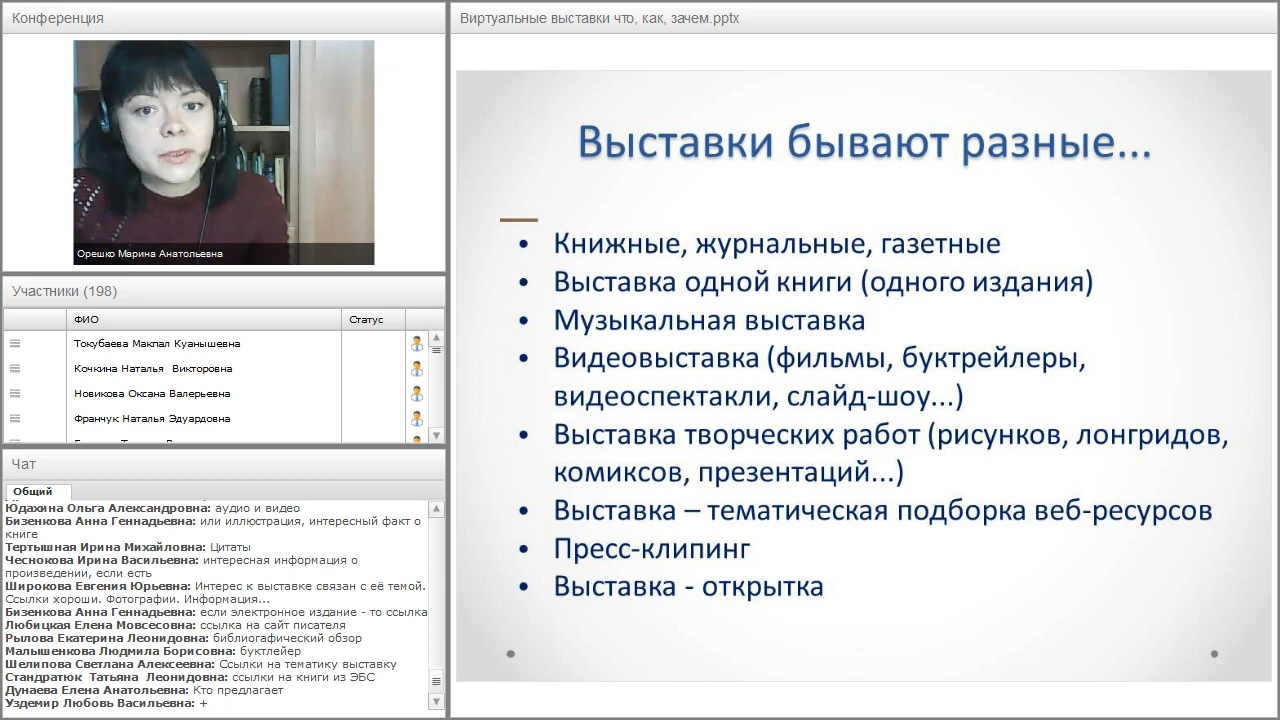 Конференция
Орешко Марина Анатольевна
Участники (198)
ФИО
Статус
Токубаева Макпал Куанышевна
Кочкина Наталья Викторовна
Новикова Оксана Валерьевна
Франчук Наталья Эдуардовна
Чат
Общий
Юдахина Ольга Александровна: аудио и видео
Бизенкова Анна Геннадьевна: или иллюстрация, интересный факт о
книге
Тертышная Ирина Михайловна: Цитаты
Чеснокова Ирина Васильевна: интересная информация о
произведении, если есть
Широкова Евгения Юрьевна: Интерес к выставке связан с её темой.
Ссылки хороши. Фотографии. Информация...
Бизенкова Анна Геннадьевна: если электронное издание - то ссылка
Любицкая Елена Мовсесовна: ссылка на сайт писателя
Рылова Екатерина Леонидовна: библиогафический обзор
Малышенкова Людмила Борисовна: буктлейер
Шелипова Светлана Алексеевна: Ссылки на тематику выставку
Стандратюк Татьяна Леонидовна: ссылки на книги из ЭБС
Дунаева Елена Анатольевна: Кто предлагает
Уздемир Любовь Васильевна: +
Виртуальные выставки что, как, зачем.pptx
Выставки бывают разные...
• Книжные, журнальные, газетные
• Выставка одной книги (одного издания)
• Музыкальная выставка
• Видеовыставка (фильмы, буктрейлеры,
видеоспектакли, слайд-шоу...)
• Выставка творческих работ (рисунков, лонгридов,
комиксов, презентаций...)
• Выставка – тематическая подборка веб-ресурсов
• Пресс-клипинг
• Выставка - открытка